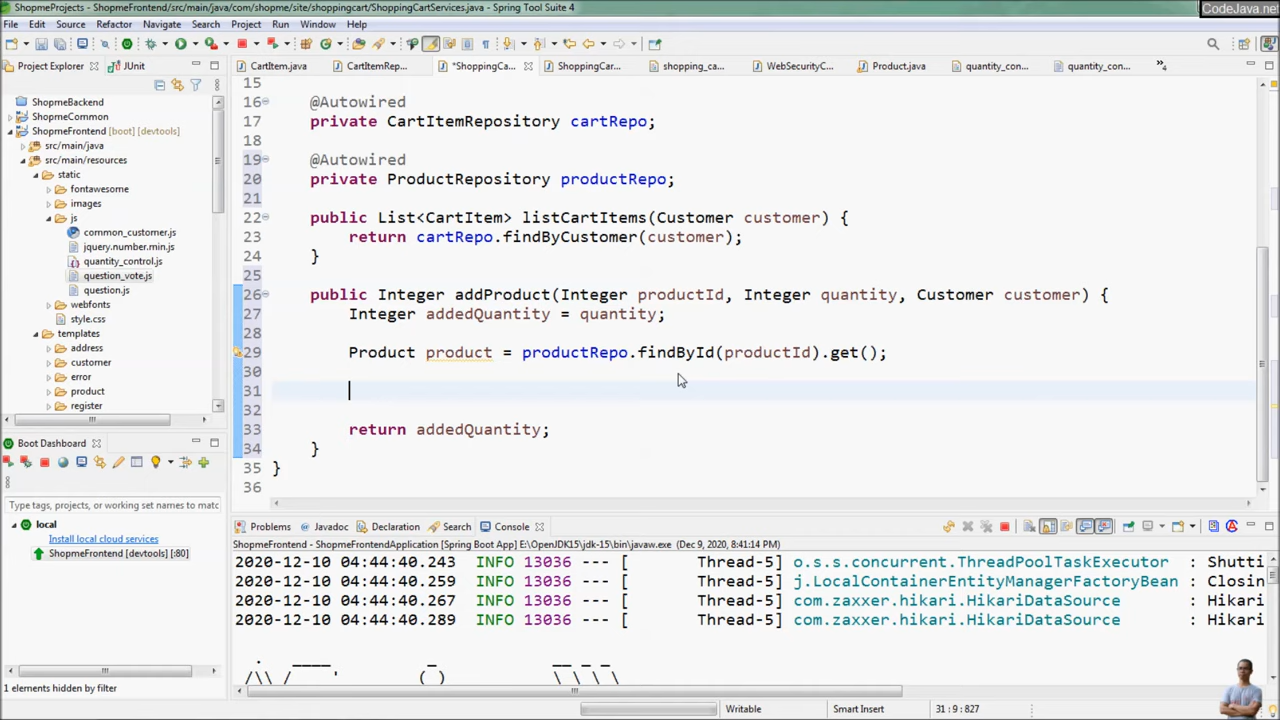 ShopmeProjects - ShopmeFrontend/src/main/java/com/shopme/site/shoppingcart/ShoppingCartServices.java - Spring Tool Suite 4
CodeJava.net
File Edit Source Refactor Navigate Search Project Run Window Help
Project Explorer
JUnit
CartItem.java
CartItemRep...
*ShoppingCa...
ShoppingCar...
shopping_ca...
WebSecurityC...
Product.java
quantity_con...
quantity_con...
ShopmeBackend
ShopmeCommon
ShopmeFrontend [boot] [devtools]
src/main/java
src/main/resources
static
fontawesome
images
js
common_customer.js
jquery.number.min.js
quantity_control.js
question_vote.js
question.js
webfonts
style.css
templates
address
customer
error
product
register
15
16 @Autowired
17 private CartItemRepository cartRepo;
18
19 @Autowired
20 private ProductRepository productRepo;
21
22 public List<CartItem> listCartItems(Customer customer) {
23 return cartRepo.findByCustomer(customer);
24 }
25
26 public Integer addProduct(Integer productId, Integer quantity, Customer customer) {
27 Integer addedQuantity = quantity;
28
29 Product product = productRepo.findById(productId).get();
30
31
32
33 return addedQuantity;
34 }
35 }
36
Boot Dashboard
Type tags, projects, or working set names to matc
local
Install local cloud services
ShopmeFrontend [devtools] [:80]
1 elements hidden by filter
Problems Javadoc Declaration Search Console
ShopmeFrontend - ShopmeFrontendApplication [Spring Boot App] E:\OpenJDK15\jdk-15\bin\javaw.exe (Dec 9, 2020, 8:41:14 PM)
2020-12-10 04:44:40.243 INFO 13036 --- [ Thread-5] o.s.s.concurrent.ThreadPoolTaskExecutor : Shutti
2020-12-10 04:44:40.259 INFO 13036 --- [ Thread-5] j.LocalContainerEntityManagerFactoryBean : Closin
2020-12-10 04:44:40.267 INFO 13036 --- [ Thread-5] com.zaxxer.hikari.HikariDataSource : Hikari
2020-12-10 04:44:40.289 INFO 13036 --- [ Thread-5] com.zaxxer.hikari.HikariDataSource : Hikari
Writable
Smart Insert
31 : 9 : 827